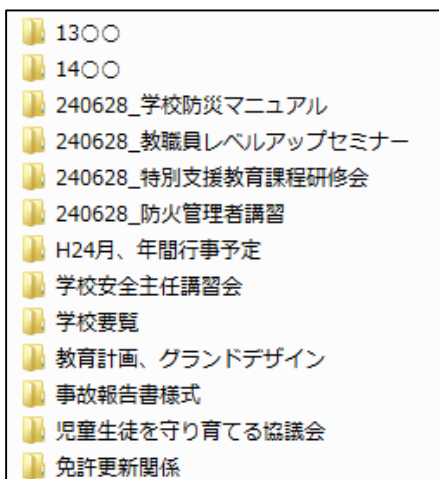 13○○
14○○
240628_学校防災マニュアル
240628_教職員レベルアップセミナー
240628_特別支援教育課程研修会
240628_防火管理者講習
H24月、年間行事予定
学校安全主任講習会
学校要覧
教育計画、グランドデザイン
事故報告書様式
児童生徒を守り育てる協議会
免許更新関係